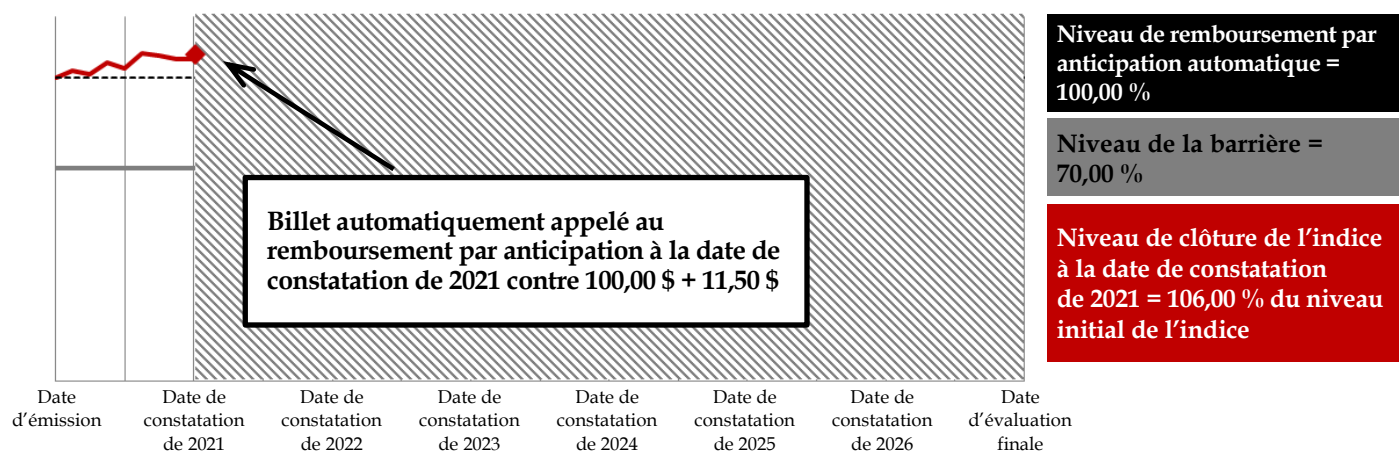 Niveau de remboursement par
anticipation automatique =
100,00 %
Niveau de la barrière =
70,00 %
Billet automatiquement appelé au
remboursement par anticipation à la date de
constatation de 2021 contre 100,00 $ + 11,50 $
Niveau de clôture de l’indice
à la date de constatation
de 2021 = 106,00 % du niveau
initial de l’indice
Date
d’émission
Date de
constatation
de 2021
Date de
constatation
de 2022
Date de
constatation
de 2023
Date de
constatation
de 2024
Date de
constatation
de 2025
Date de
constatation
de 2026
Date
d’évaluation
finale